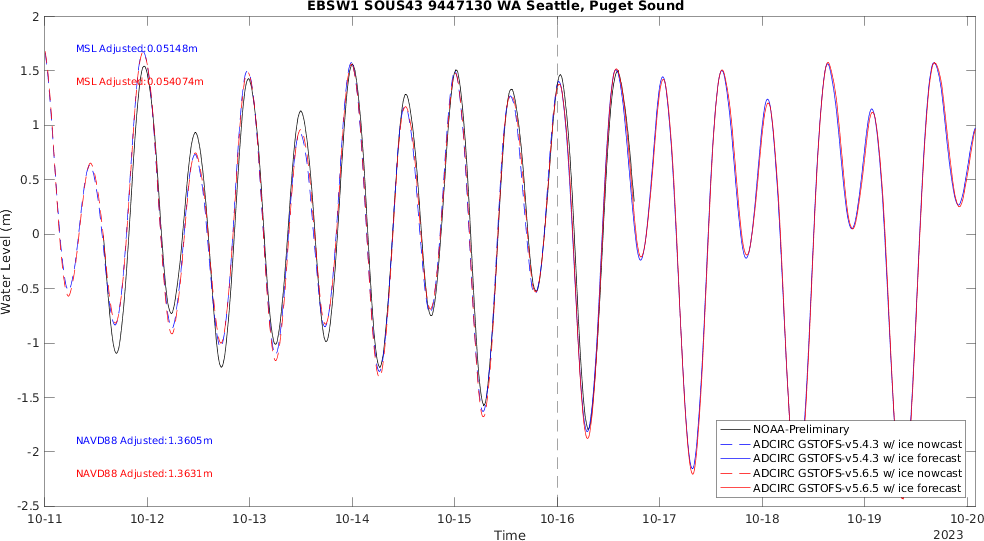 EBSW1 SOUS43 9447130 WA Seattle, Puget Sound
MSL Adjusted:0.05148m
MSL Adjusted:0.054074m
NAVD88 Adjusted:1.3605m
NAVD88 Adjusted:1.3631m
Water Level (m)
2
1.5
1
0.5
0
-0.5
-1
-1.5
-2
-2.5
NOAA-Preliminary
ADCIRC GSTOFS-v5.4.3 w/ ice nowcast
ADCIRC GSTOFS-v5.4.3 w/ ice forecast
ADCIRC GSTOFS-v5.6.5 w/ ice nowcast
ADCIRC GSTOFS-v5.6.5 w/ ice forecast
10-11 10-12 10-13 10-14 10-15 10-16 10-17 10-18 10-19 10-20
Time
2023